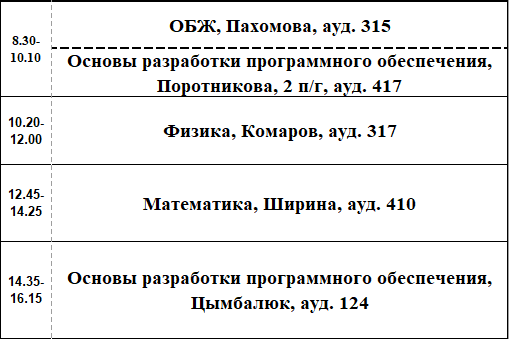 8.30-
10.10
ОБЖ, Пахомова, ауд. 315
Основы разработки программного обеспечения,
Поротникова, 2 п/г, ауд. 417
10.20-
12.00
Физика, Комаров, ауд. 317
12.45-
14.25
Математика, Ширина, ауд. 410
14.35-
16.15
Основы разработки программного обеспечения,
Цымбалюк, ауд. 124